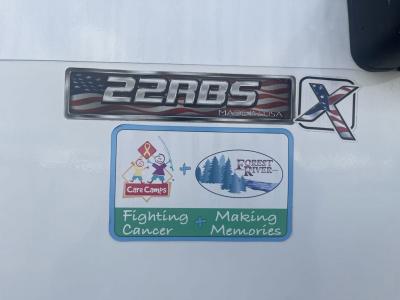 22RBS
MADE IN USA
X
Care Camps
+
FOREST
RIVER
Fighting
Cancer
+
Making
Memories